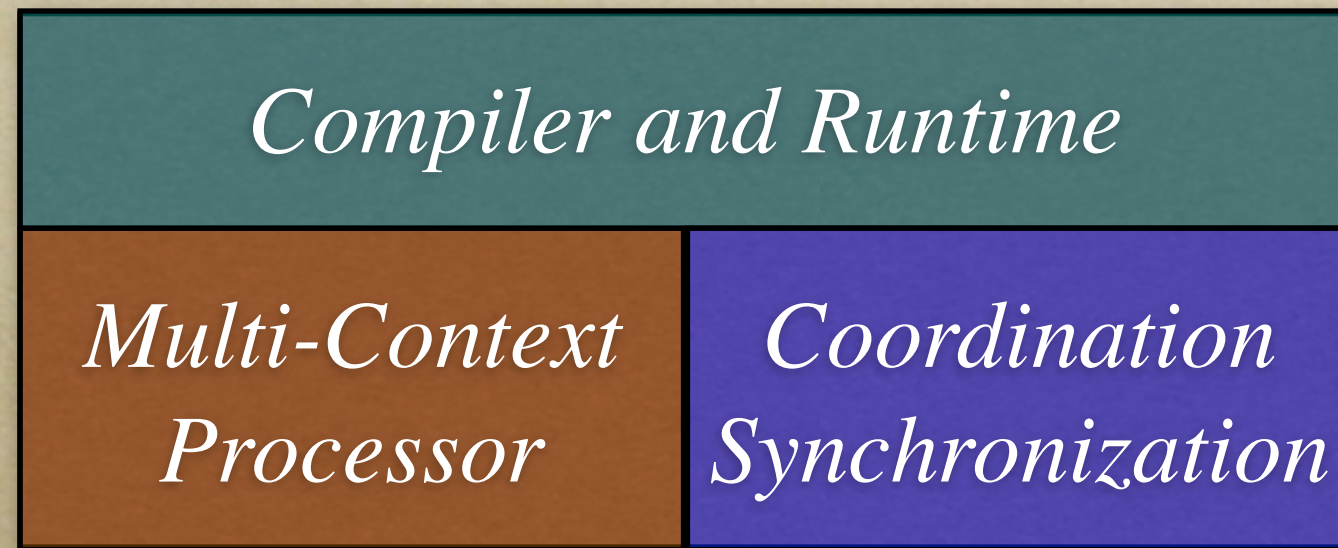 Compiler and Runtime
Multi-Context
Processor
Coordination
Synchronization